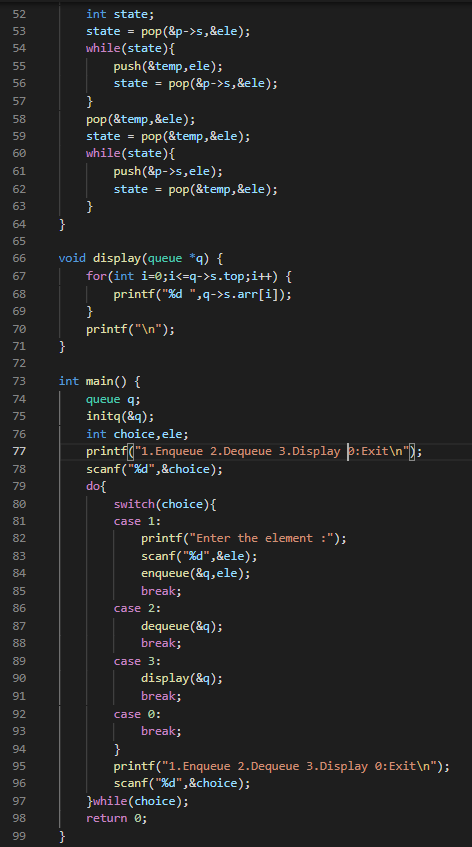 52 int state;
53 state = pop(&p->s,&ele);
54 while(state){
55 push(&temp,ele);
56 state = pop(&p->s,&ele);
57 }
58 pop(&temp,&ele);
59 state = pop(&temp,&ele);
60 while(state){
61 push(&p->s,ele);
62 state = pop(&temp,&ele);
63 }
64 }
65
66 void display(queue *q) {
67 for(int i=0;i<=q->s.top;i++) {
68 printf("%d ",q->s.arr[i]);
69 }
70 printf("\n");
71 }
72
73 int main() {
74 queue q;
75 initq(&q);
76 int choice,ele;
77 printf("1.Enqueue 2.Dequeue 3.Display 0:Exit\n");
78 scanf("%d",&choice);
79 do{
80 switch(choice){
81 case 1:
82 printf("Enter the element :");
83 scanf("%d",&ele);
84 enqueue(&q,ele);
85 break;
86 case 2:
87 dequeue(&q);
88 break;
89 case 3:
90 display(&q);
91 break;
92 case 0:
93 break;
94 }
95 printf("1.Enqueue 2.Dequeue 3.Display 0:Exit\n");
96 scanf("%d",&choice);
97 }while(choice);
98 return 0;
99 }